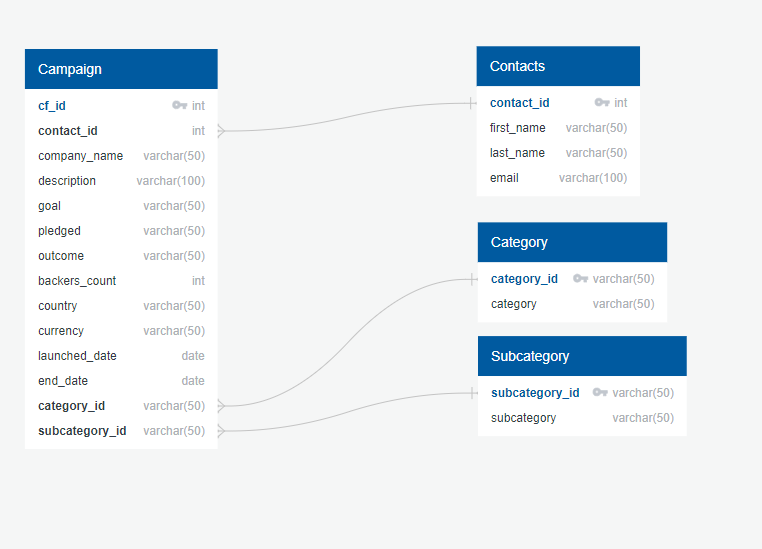 Campaign
cf_id int
contact_id int
company_name varchar(50)
description varchar(100)
goal varchar(50)
pledged varchar(50)
outcome varchar(50)
backers_count int
country varchar(50)
currency varchar(50)
launched_date date
end_date date
category_id varchar(50)
subcategory_id varchar(50)
Contacts
contact_id int
first_name varchar(50)
last_name varchar(50)
email varchar(100)
Category
category_id varchar(50)
category varchar(50)
Subcategory
subcategory_id varchar(50)
subcategory varchar(50)